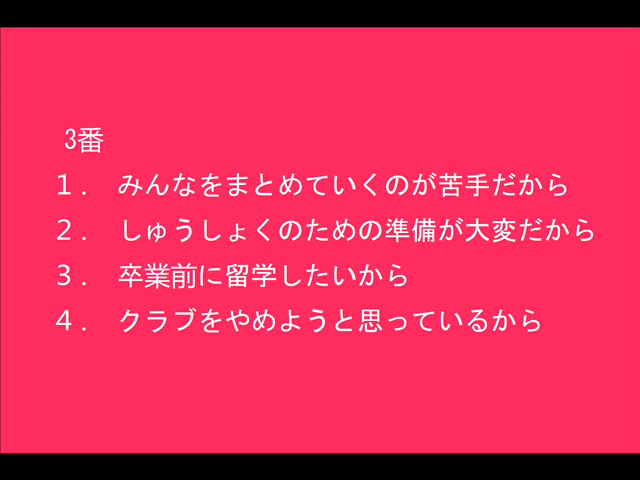 3番
１． みんなをまとめていくのが苦手だから
２． しゅうしょくのための準備が大変だから
３． 卒業前に留学したいから
４． クラブをやめようと思っているから